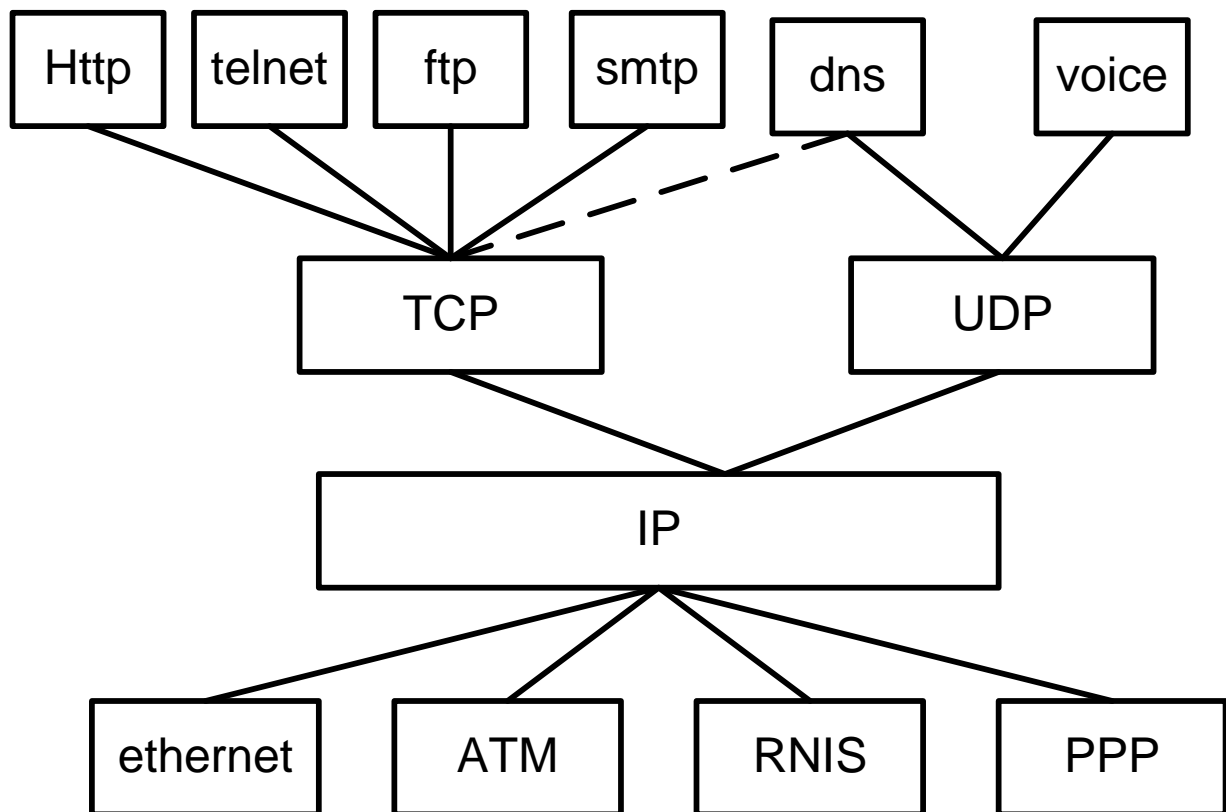 Http
telnet
ftp
smtp
dns
voice
TCP
UDP
IP
ethernet
ATM
RNIS
PPP